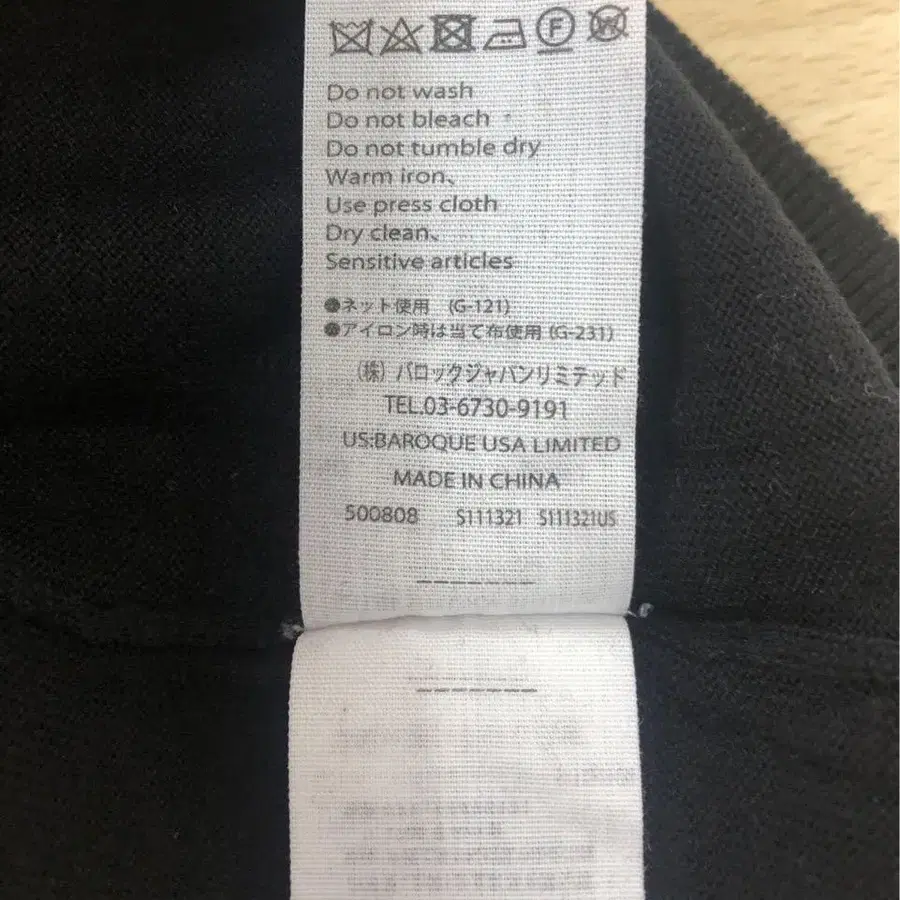 F W
Do not wash
Do not bleach
Do not tumble dry
Warm iron、
Use press cloth
Dry clean、
Sensitive articles
●ネット使用 (G-121)
●アイロン時は当て布使用 (G-231)
(株) バロックジャパンリミテッド
TEL.03-6730-9191
US:BAROQUE USA LIMITED
MADE IN CHINA
500808 S111321 S111321US